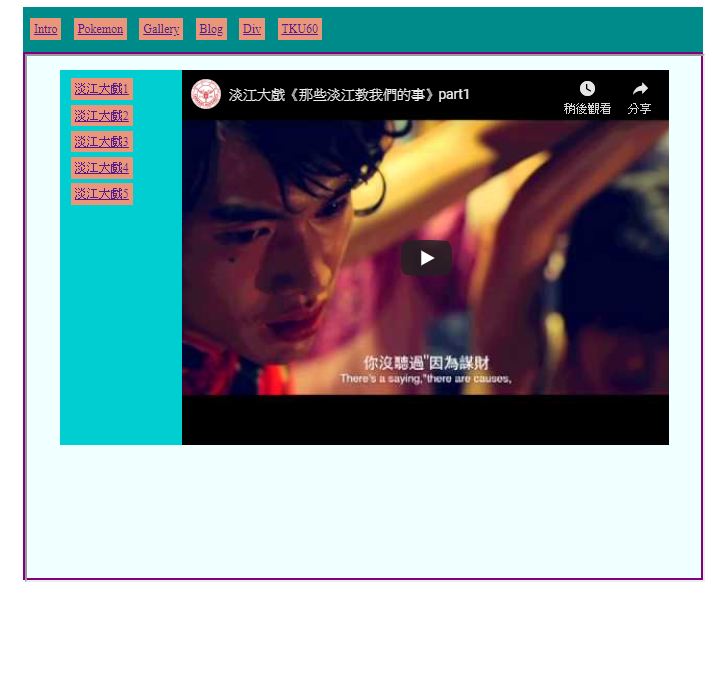 Intro Pokemon Gallery Blog Div TKU60
淡江大戲1
淡江大戲2
淡江大戲3
淡江大戲4
淡江大戲5
淡江大戲《那些淡江教我們的事》part1
稍後觀看 分享
你沒聽過"因為謀財
There's a saying,"there are causes,